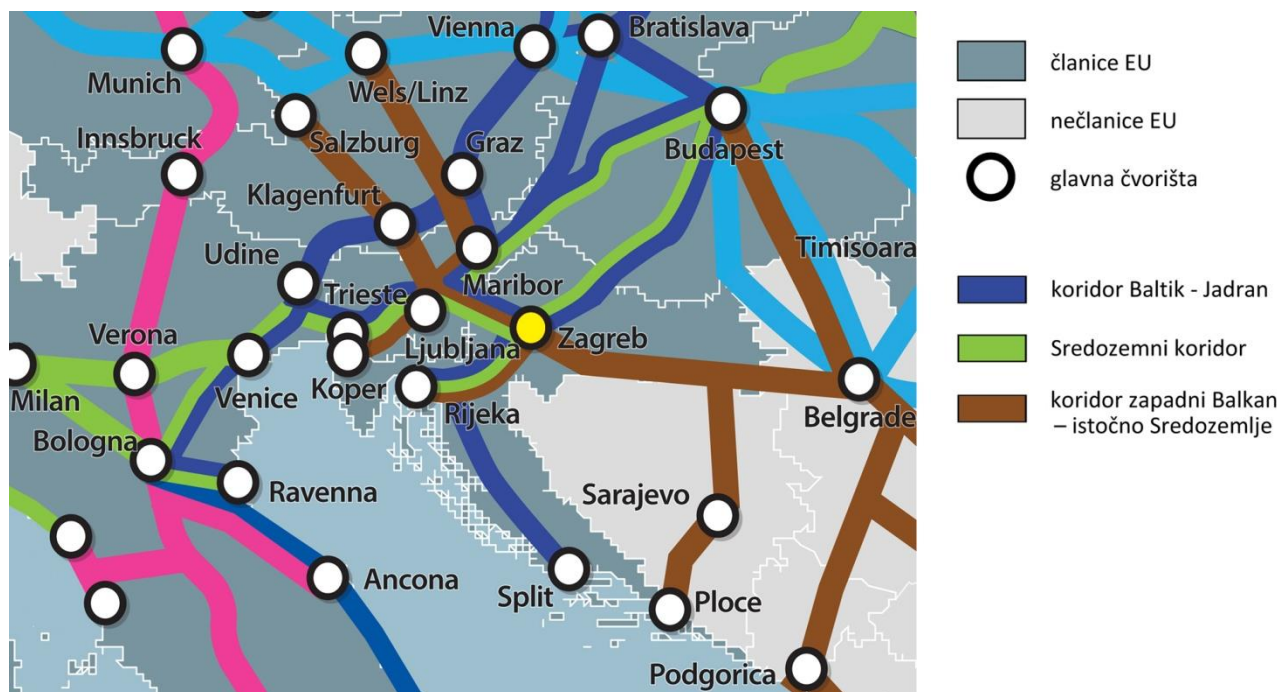 Vienna
Bratislava
Munich
Wels/Linz
Innsbruck
Salzburg
Graz
Budapest
Klagenfurt
Udine
Timisoara
Trieste
Maribor
Verona
Ljubljana
Zagreb
Milan
Venice
Koper
Rijeka
Belgrade
Bologna
Ravenna
Sarajevo
Ancona
Split
Ploce
Podgorica
članice EU
nečlanice EU
glavna čvorišta
koridor Baltik - Jadran
Sredozemni koridor
koridor zapadni Balkan
– istočno Sredozemlje